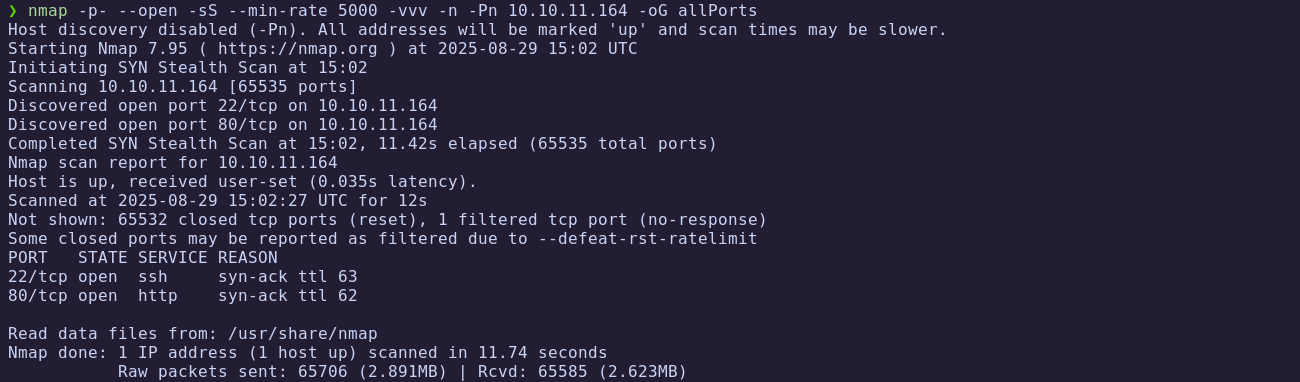 ❯ nmap -p- --open -sS --min-rate 5000 -vvv -n -Pn 10.10.11.164 -oG allPorts
Host discovery disabled (-Pn). All addresses will be marked 'up' and scan times may be slower.
Starting Nmap 7.95 ( https://nmap.org ) at 2025-08-29 15:02 UTC
Initiating SYN Stealth Scan at 15:02
Scanning 10.10.11.164 [65535 ports]
Discovered open port 22/tcp on 10.10.11.164
Discovered open port 80/tcp on 10.10.11.164
Completed SYN Stealth Scan at 15:02, 11.42s elapsed (65535 total ports)
Nmap scan report for 10.10.11.164
Host is up, received user-set (0.035s latency).
Scanned at 2025-08-29 15:02:27 UTC for 12s
Not shown: 65532 closed tcp ports (reset), 1 filtered tcp port (no-response)
Some closed ports may be reported as filtered due to --defeat-rst-ratelimit
PORT   STATE SERVICE REASON
22/tcp open  ssh     syn-ack ttl 63
80/tcp open  http    syn-ack ttl 62

Read data files from: /usr/share/nmap
Nmap done: 1 IP address (1 host up) scanned in 11.74 seconds
           Raw packets sent: 65706 (2.891MB) | Rcvd: 65585 (2.623MB)